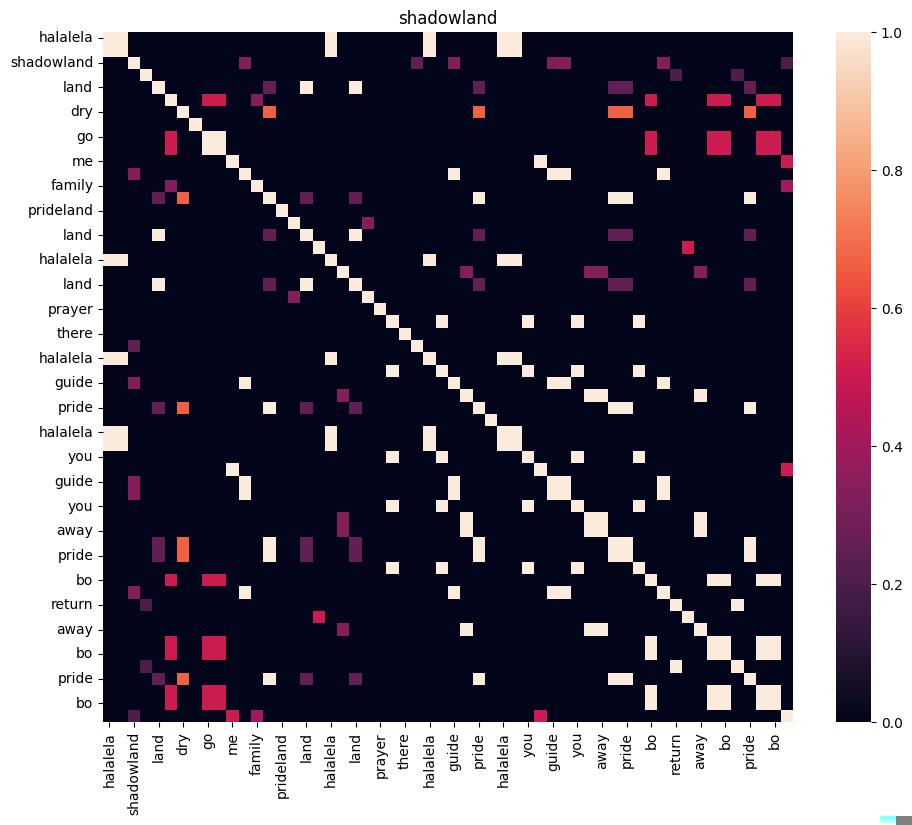 shadowland
halalela
shadowland
land
dry
go
me
family
prideland
land
halalela
land
prayer
there
halalela
guide
pride
halalela
you
guide
you
away
pride
bo
return
away
bo
pride
bo
1.0
0.8
0.6
0.4
0.2
0.0
halalela
shadowland
land
dry
go
me
family
prideland
land
halalela
land
prayer
there
halalela
guide
pride
halalela
you
guide
you
away
pride
bo
return
away
bo
pride
bo